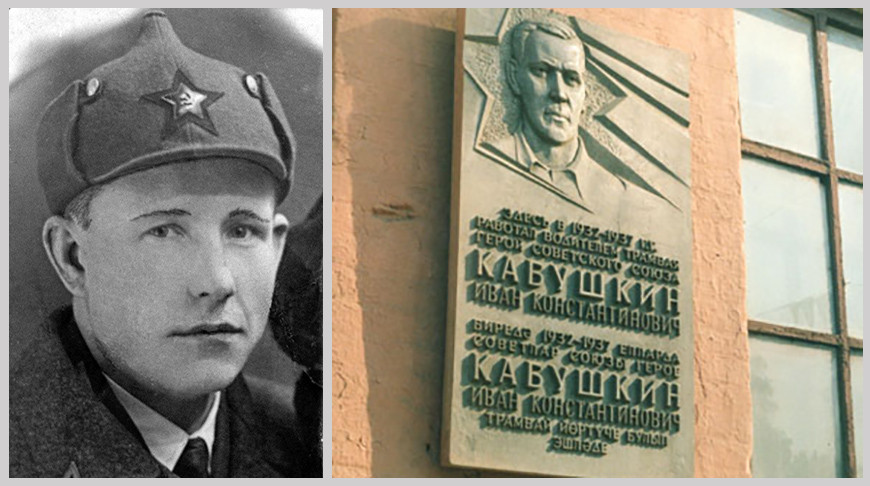 ЗДЕСЬ В 1932-1937 ГГ.
РАБОТАЛ ВОДИТЕЛЕМ ТРАМВАЯ
ГЕРОЙ СОВЕТСКОГО СОЮЗА
КАБУШКИН
ИВАН КОНСТАНТИНОВИЧ
БИРЕДӘ 1932-1937 ЕЛЛАРДА
СОВЕТЛАР СОЮЗЫ ГЕРОЕ
КАБУШКИН
ИВАН КОНСТАНТИНОВИЧ
ТРАМВАЙ ЙӨРТҮЧЕ БУЛЫП
ЭШЛӘДЕ